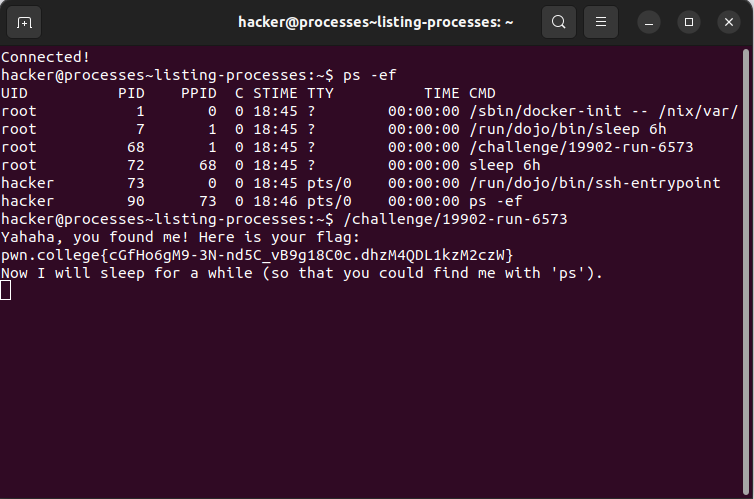 hacker@processes~listing-processes: ~
Connected!
hacker@processes~listing-processes:~$ ps -ef
UID          PID    PPID  C STIME TTY          TIME CMD
root           1       0  0 18:45 ?        00:00:00 /sbin/docker-init -- /nix/var/
root           7       1  0 18:45 ?        00:00:00 /run/dojo/bin/sleep 6h
root          68       1  0 18:45 ?        00:00:00 /challenge/19902-run-6573
root          72      68  0 18:45 ?        00:00:00 sleep 6h
hacker        73       0  0 18:45 pts/0    00:00:00 /run/dojo/bin/ssh-entrypoint
hacker        90      73  0 18:46 pts/0    00:00:00 ps -ef
hacker@processes~listing-processes:~$ /challenge/19902-run-6573
Yahaha, you found me! Here is your flag:
pwn.college{cGfHo6gM9-3N-nd5C_vB9g18C0c.dhzM4QDL1kzM2czW}
Now I will sleep for a while (so that you could find me with 'ps').